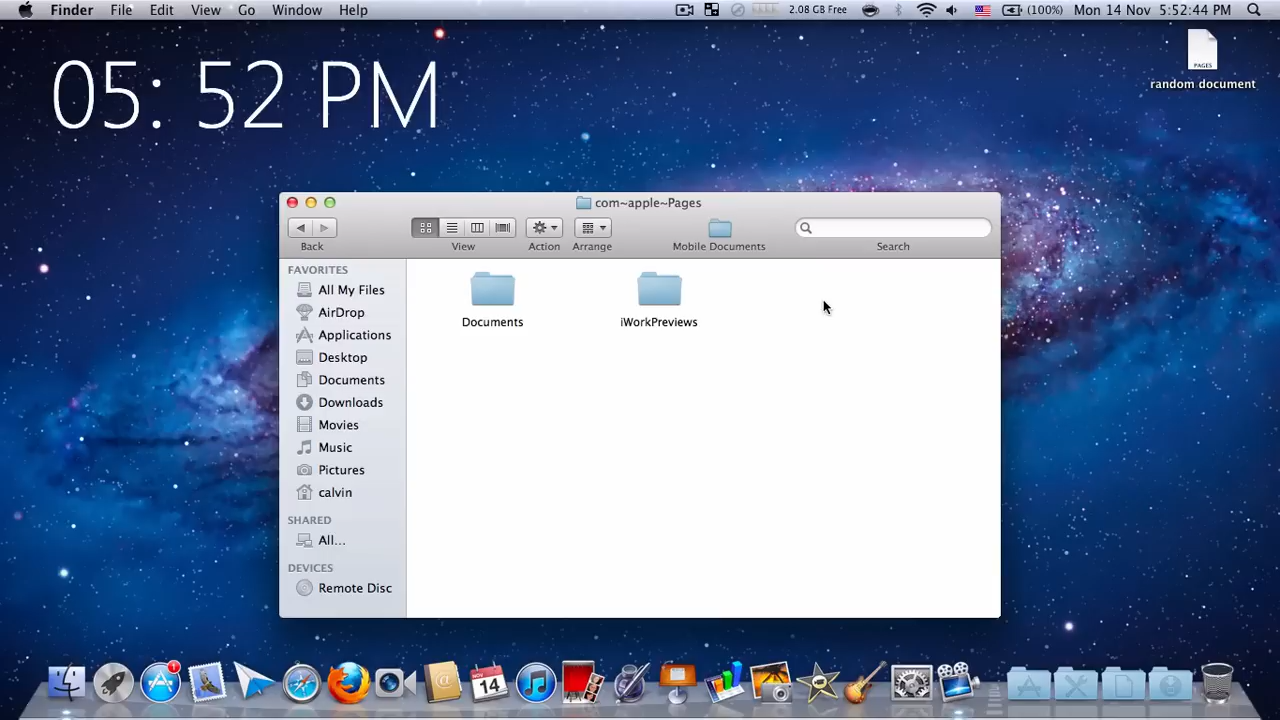 Finder File Edit View Go Window Help 2.08 GB Free (100%) Mon 14 Nov 5:52:44 PM
05: 52 PM
PAGES
random document
com~apple~Pages
Back View Action Arrange Mobile Documents Search
FAVORITES
All My Files
AirDrop
Applications
Desktop
Documents
Downloads
Movies
Music
Pictures
calvin
SHARED
All...
DEVICES
Remote Disc
Documents iWorkPreviews
1
NOV
14